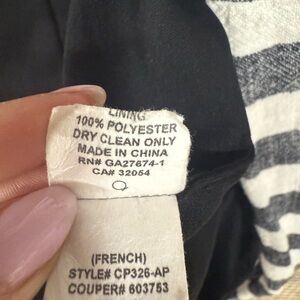 LINING
100% POLYESTER
DRY CLEAN ONLY
MADE IN CHINA
RN# GA27674-1
CA# 32054
(FRENCH)
STYLE# CP326-AP
COUPER# 603753